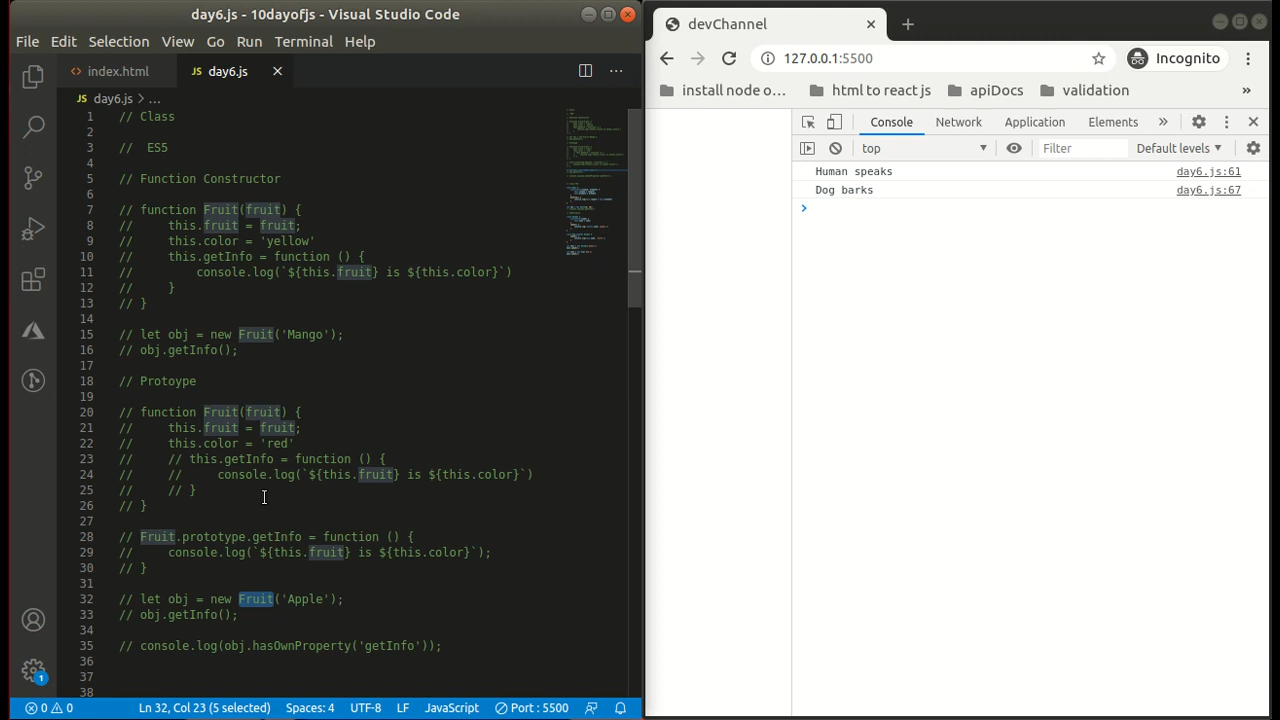 day6.js - 10dayofjs - Visual Studio Code
File Edit Selection View Go Run Terminal Help
<> index.html
JS day6.js
JS day6.js > ...
1 // Class
2
3 //  ES5
4
5 // Function Constructor
6
7 // function Fruit(fruit) {
8 //     this.fruit = fruit;
9 //     this.color = 'yellow'
10 //     this.getInfo = function () {
11 //         console.log(`${this.fruit} is ${this.color}`)
12 //     }
13 // }
14
15 // let obj = new Fruit('Mango');
16 // obj.getInfo();
17
18 // Protoype
19
20 // function Fruit(fruit) {
21 //     this.fruit = fruit;
22 //     this.color = 'red'
23 //     // this.getInfo = function () {
24 //     //     console.log(`${this.fruit} is ${this.color}`)
25 //     // }
26 // }
27
28 // Fruit.prototype.getInfo = function () {
29 //     console.log(`${this.fruit} is ${this.color}`);
30 // }
31
32 // let obj = new Fruit('Apple');
33 // obj.getInfo();
34
35 // console.log(obj.hasOwnProperty('getInfo'));
36
37
38
1
0 0 Ln 32, Col 23 (5 selected) Spaces: 4 UTF-8 LF JavaScript Port : 5500
devChannel
127.0.0.1:5500 Incognito
install node o... html to react js apiDocs validation »
Console Network Application Elements »
top Filter Default levels
Human speaks day6.js:61
Dog barks day6.js:67
>